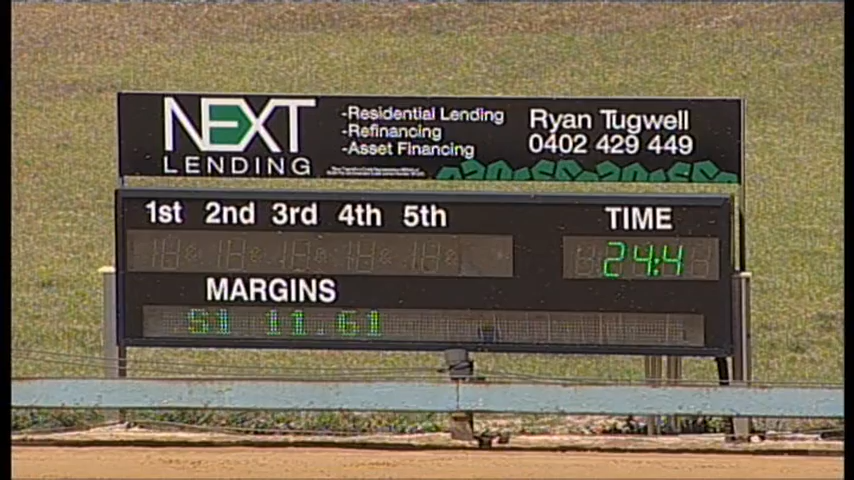 NEXT
LENDING
-Residential Lending
-Refinancing
-Asset Financing
Ryan Tugwell
0402 429 449
1st 2nd 3rd 4th 5th
TIME
24:4
MARGINS
.S1 11.61